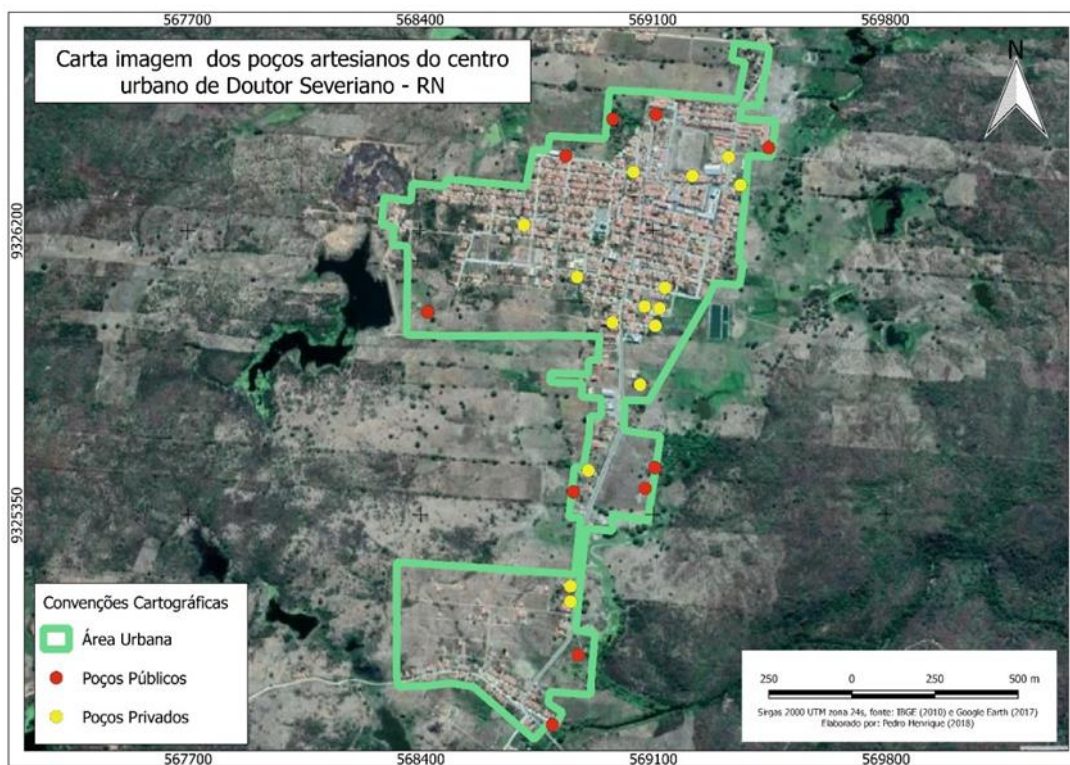 567700 568400 569100 569800
Carta imagem dos poços artesianos do centro
urbano de Doutor Severiano - RN
N
9326200
9325350
Convenções Cartográficas
Área Urbana
Poços Públicos
Poços Privados
250 0 250 500 m
Sirgas 2000 UTM zona 24s, fonte: IBGE (2010) e Google Earth (2017)
Elaborado por: Pedro Henrique (2018)
567700 568400 569100 569800